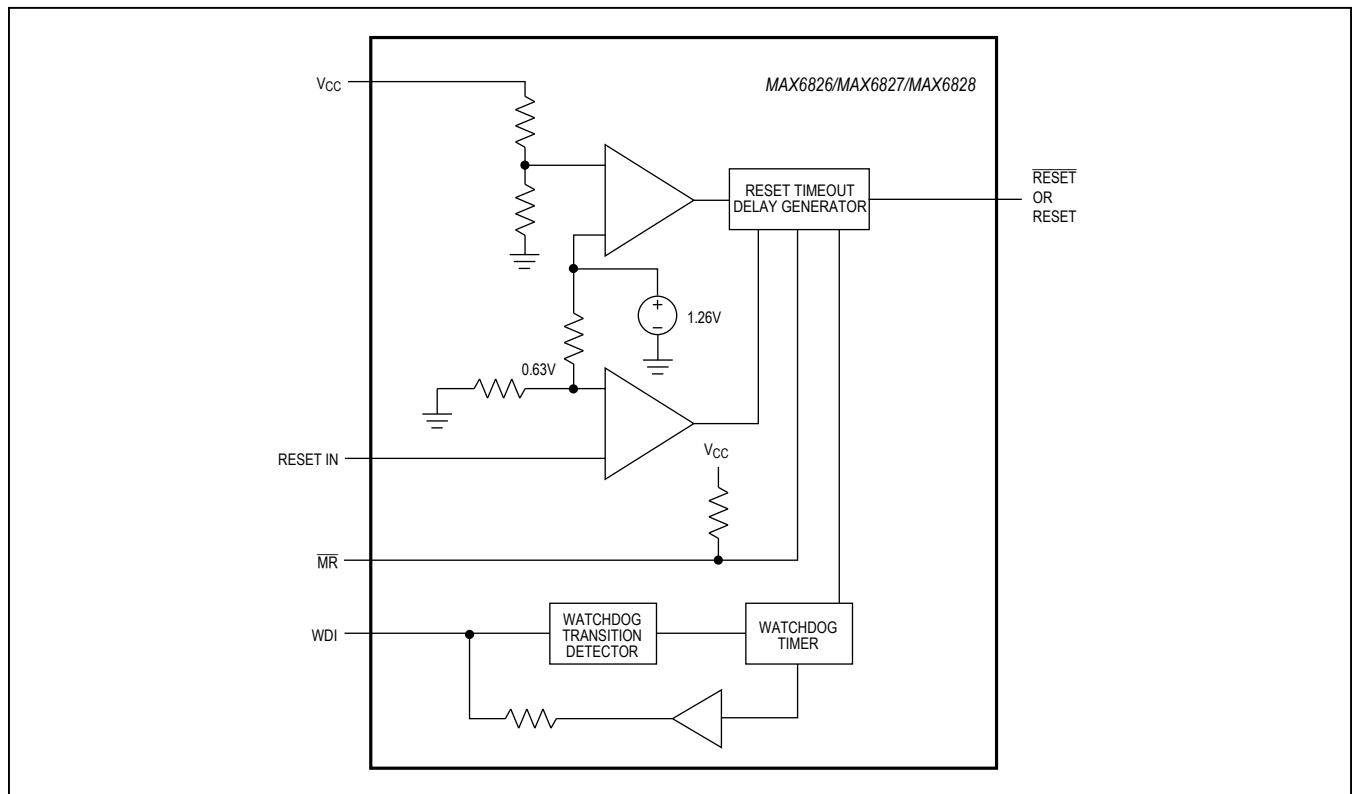 MAX6826/MAX6827/MAX6828
VCC
RESET TIMEOUT
DELAY GENERATOR
RESET
OR
RESET
+
−
1.26V
0.63V
RESET IN
VCC
MR
WDI
WATCHDOG
TRANSITION
DETECTOR
WATCHDOG
TIMER